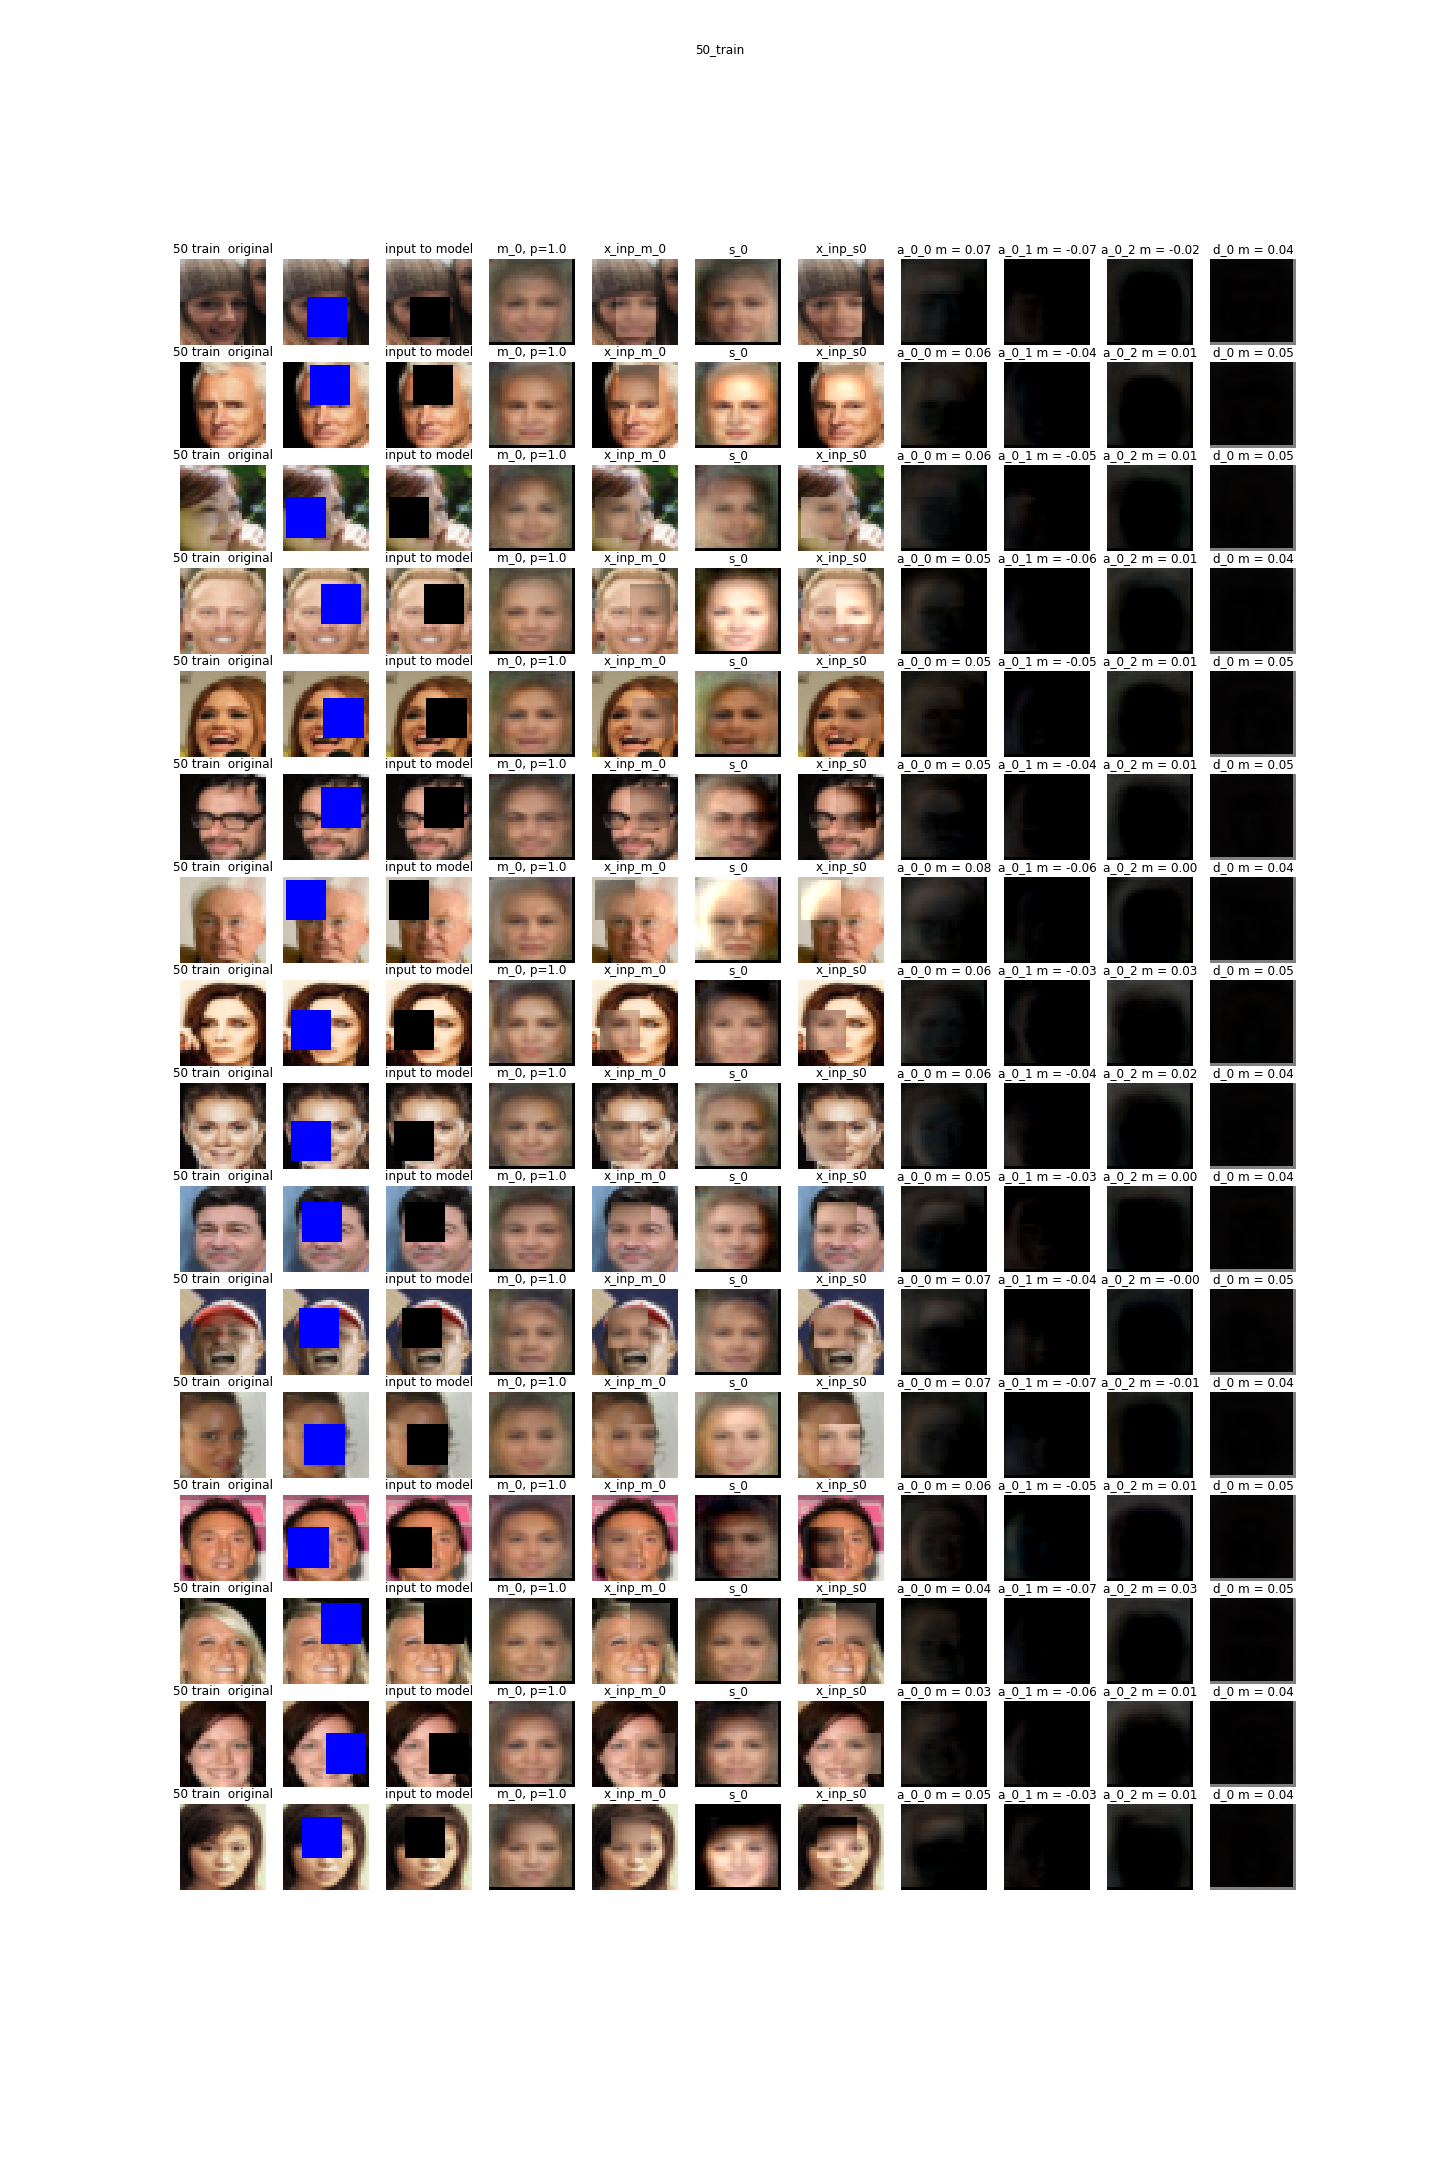 50_train
50 train  original input to model m_0, p=1.0 x_inp_m_0 s_0 x_inp_s0 a_0_0 m = 0.07 a_0_1 m = -0.07 a_0_2 m = -0.02 d_0 m = 0.04
50 train  original input to model m_0, p=1.0 x_inp_m_0 s_0 x_inp_s0 a_0_0 m = 0.06 a_0_1 m = -0.04 a_0_2 m = 0.01 d_0 m = 0.05
50 train  original input to model m_0, p=1.0 x_inp_m_0 s_0 x_inp_s0 a_0_0 m = 0.06 a_0_1 m = -0.05 a_0_2 m = 0.01 d_0 m = 0.05
50 train  original input to model m_0, p=1.0 x_inp_m_0 s_0 x_inp_s0 a_0_0 m = 0.05 a_0_1 m = -0.06 a_0_2 m = 0.01 d_0 m = 0.04
50 train  original input to model m_0, p=1.0 x_inp_m_0 s_0 x_inp_s0 a_0_0 m = 0.05 a_0_1 m = -0.05 a_0_2 m = 0.01 d_0 m = 0.05
50 train  original input to model m_0, p=1.0 x_inp_m_0 s_0 x_inp_s0 a_0_0 m = 0.05 a_0_1 m = -0.04 a_0_2 m = 0.01 d_0 m = 0.05
50 train  original input to model m_0, p=1.0 x_inp_m_0 s_0 x_inp_s0 a_0_0 m = 0.08 a_0_1 m = -0.06 a_0_2 m = 0.00 d_0 m = 0.04
50 train  original input to model m_0, p=1.0 x_inp_m_0 s_0 x_inp_s0 a_0_0 m = 0.06 a_0_1 m = -0.03 a_0_2 m = 0.03 d_0 m = 0.05
50 train  original input to model m_0, p=1.0 x_inp_m_0 s_0 x_inp_s0 a_0_0 m = 0.06 a_0_1 m = -0.04 a_0_2 m = 0.02 d_0 m = 0.04
50 train  original input to model m_0, p=1.0 x_inp_m_0 s_0 x_inp_s0 a_0_0 m = 0.05 a_0_1 m = -0.03 a_0_2 m = 0.00 d_0 m = 0.04
50 train  original input to model m_0, p=1.0 x_inp_m_0 s_0 x_inp_s0 a_0_0 m = 0.07 a_0_1 m = -0.04 a_0_2 m = -0.00 d_0 m = 0.05
50 train  original input to model m_0, p=1.0 x_inp_m_0 s_0 x_inp_s0 a_0_0 m = 0.07 a_0_1 m = -0.07 a_0_2 m = -0.01 d_0 m = 0.04
50 train  original input to model m_0, p=1.0 x_inp_m_0 s_0 x_inp_s0 a_0_0 m = 0.06 a_0_1 m = -0.05 a_0_2 m = 0.01 d_0 m = 0.05
50 train  original input to model m_0, p=1.0 x_inp_m_0 s_0 x_inp_s0 a_0_0 m = 0.04 a_0_1 m = -0.07 a_0_2 m = 0.03 d_0 m = 0.05
50 train  original input to model m_0, p=1.0 x_inp_m_0 s_0 x_inp_s0 a_0_0 m = 0.03 a_0_1 m = -0.06 a_0_2 m = 0.01 d_0 m = 0.04
50 train  original input to model m_0, p=1.0 x_inp_m_0 s_0 x_inp_s0 a_0_0 m = 0.05 a_0_1 m = -0.03 a_0_2 m = 0.01 d_0 m = 0.04